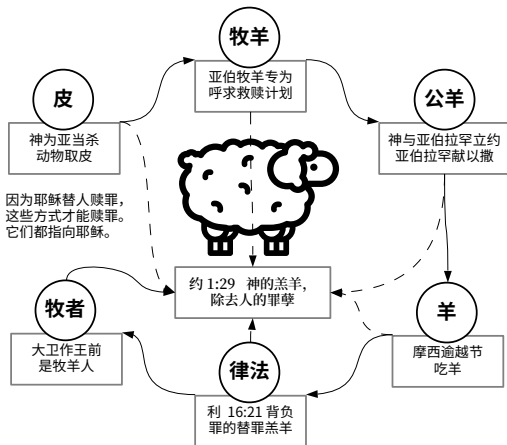 牧羊
亚伯牧羊专为
呼求救赎计划
皮
神为亚当杀
动物取皮
公羊
神与亚伯拉罕立约
亚伯拉罕献以撒
因为耶稣替人赎罪，
这些方式才能赎罪。
它们都指向耶稣。
约 1:29 神的羔羊，
除去人的罪孽
牧者
大卫作王前
是牧羊人
羊
摩西逾越节
吃羊
律法
利 16:21 背负
罪的替罪羔羊